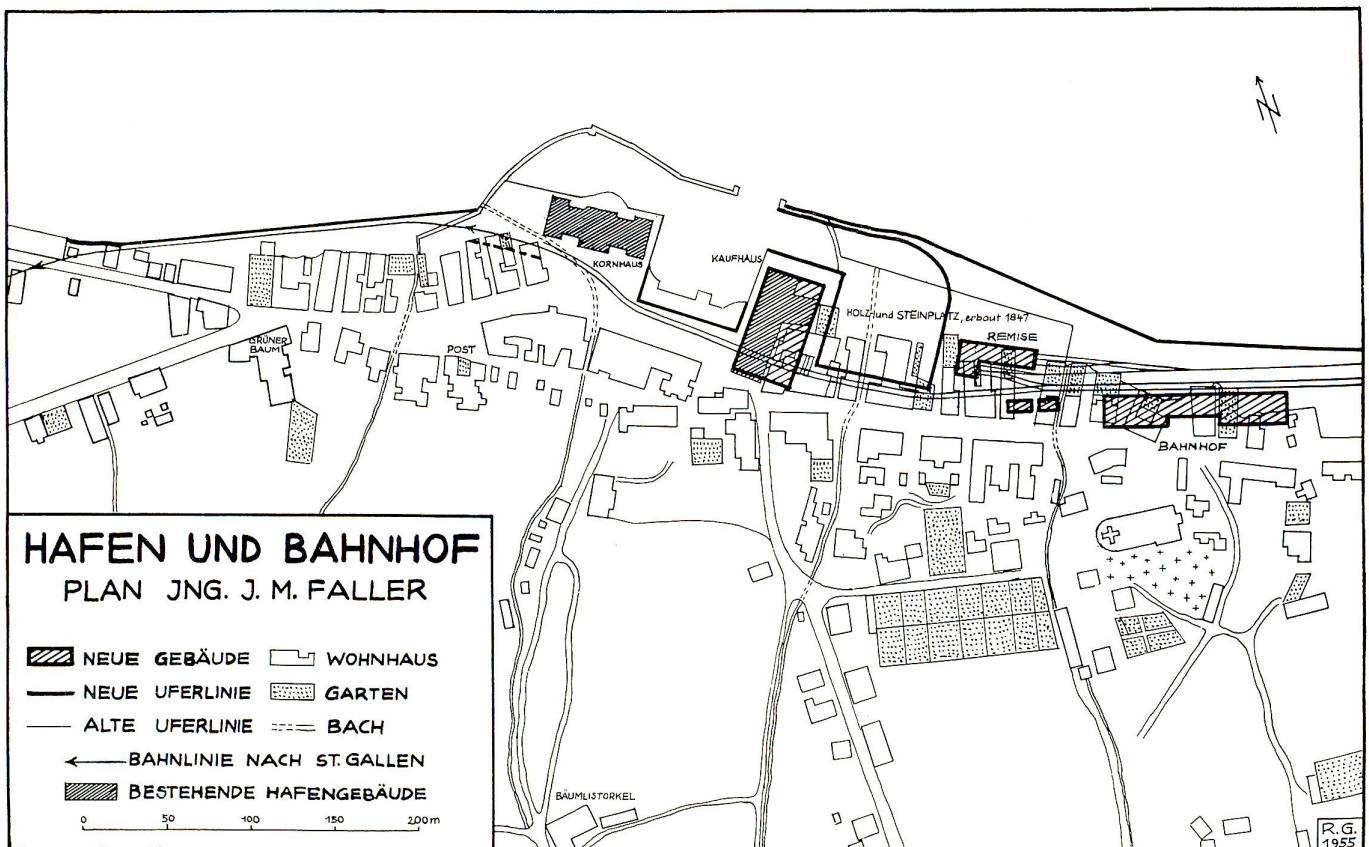 KORNHAUS
KAUFHAUS
HOLZ und STEINPLATZ, erbaut 1847
REMISE
GRÜNER
BAUM
POST
BAHNHOF
HAFEN UND BAHNHOF
PLAN JNG. J. M. FALLER
NEUE GEBÄUDE
WOHNHAUS
NEUE UFERLINIE
GARTEN
ALTE UFERLINIE
BACH
BAHNLINIE NACH ST. GALLEN
BESTEHENDE HAFENGEBÄUDE
0 50 100 150 200m
BÄUMLISTORKEL
R.G.
1955
N